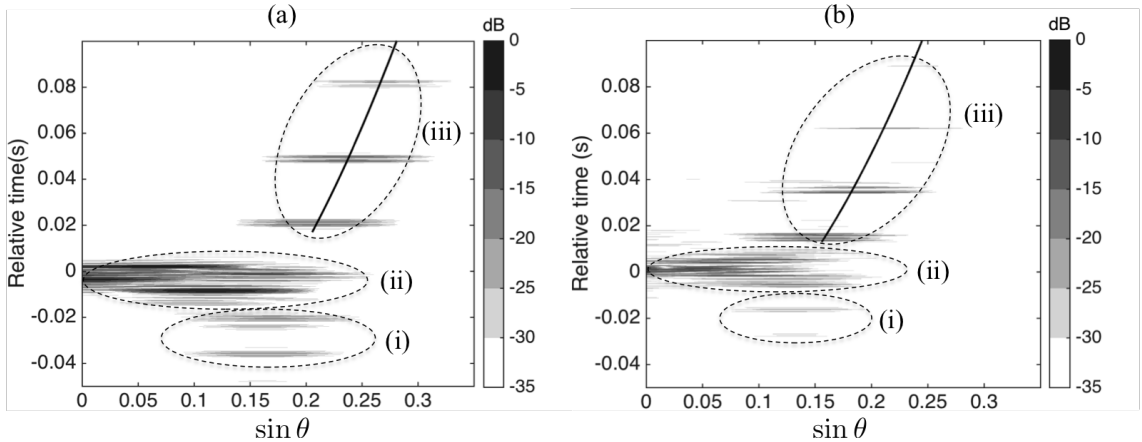 (a)
dB
0
-5
-10
-15
-20
-25
-30
-35
0.08
0.06
0.04
0.02
0
-0.02
-0.04
Relative time(s)
(iii)
(ii)
(i)
0 0.05 0.1 0.15 0.2 0.25 0.3
sin θ
(b)
dB
0
-5
-10
-15
-20
-25
-30
-35
0.08
0.06
0.04
0.02
0
-0.02
-0.04
Relative time (s)
(iii)
(ii)
(i)
0 0.05 0.1 0.15 0.2 0.25 0.3
sin θ